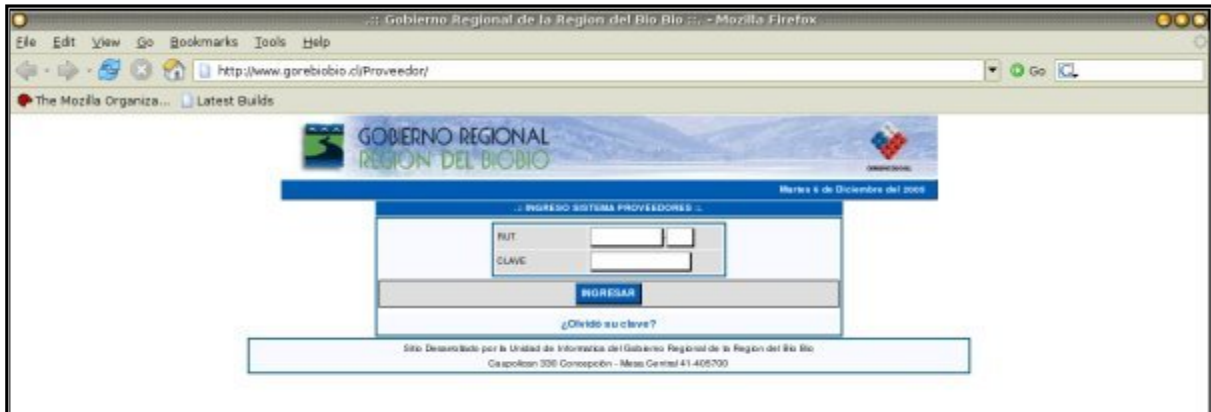 .:: Gobierno Regional de la Region del Bio Bio ::. - Mozilla Firefox
File Edit View Go Bookmarks Tools Help
http://www.gorebiobio.cl/Proveedor/ Go
The Mozilla Organiza... Latest Builds
GOBIERNO REGIONAL
REGION DEL BIOBIO
Martes 6 de Diciembre del 2005
.:: INGRESO SISTEMA PROVEEDORES ::.
RUT -
CLAVE
INGRESAR
¿Olvidó su clave?
Sitio Desarrollado por la Unidad de Informatica del Gobierno Regional de la Region del Bio Bio
Caupolican 330 Concepción - Mesa Central 41-405700